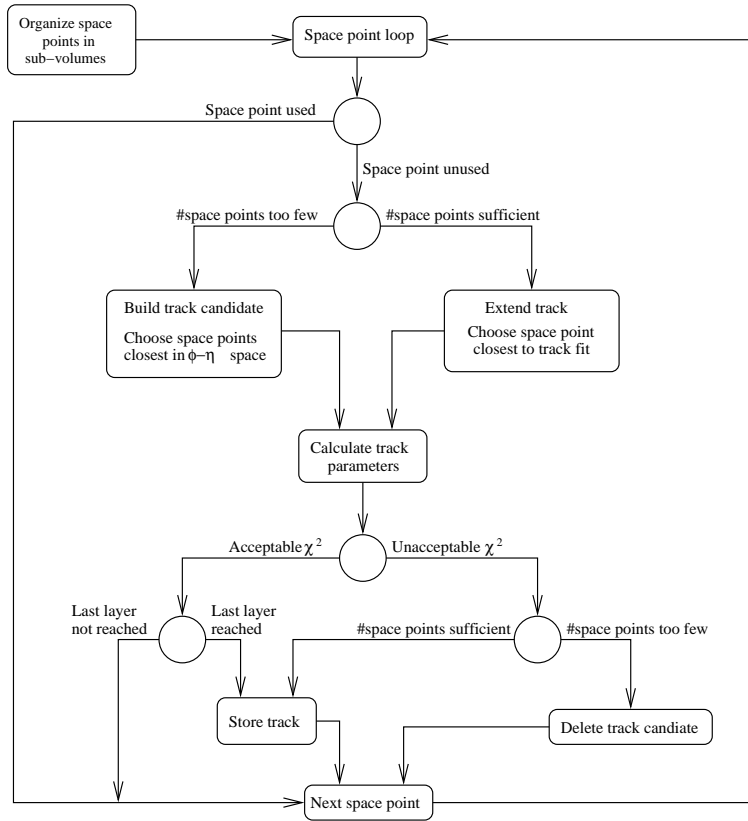 Organize space
points in
sub−volumes
Space point loop
Space point used
Space point unused
#space points too few
#space points sufficient
Build track candidate
Choose space points
closest in ϕ−η space
Extend track
Choose space point
closest to track fit
Calculate track
parameters
Acceptable χ²
Unacceptable χ²
Last layer
not reached
Last layer
reached
#space points sufficient
#space points too few
Store track
Delete track candiate
Next space point